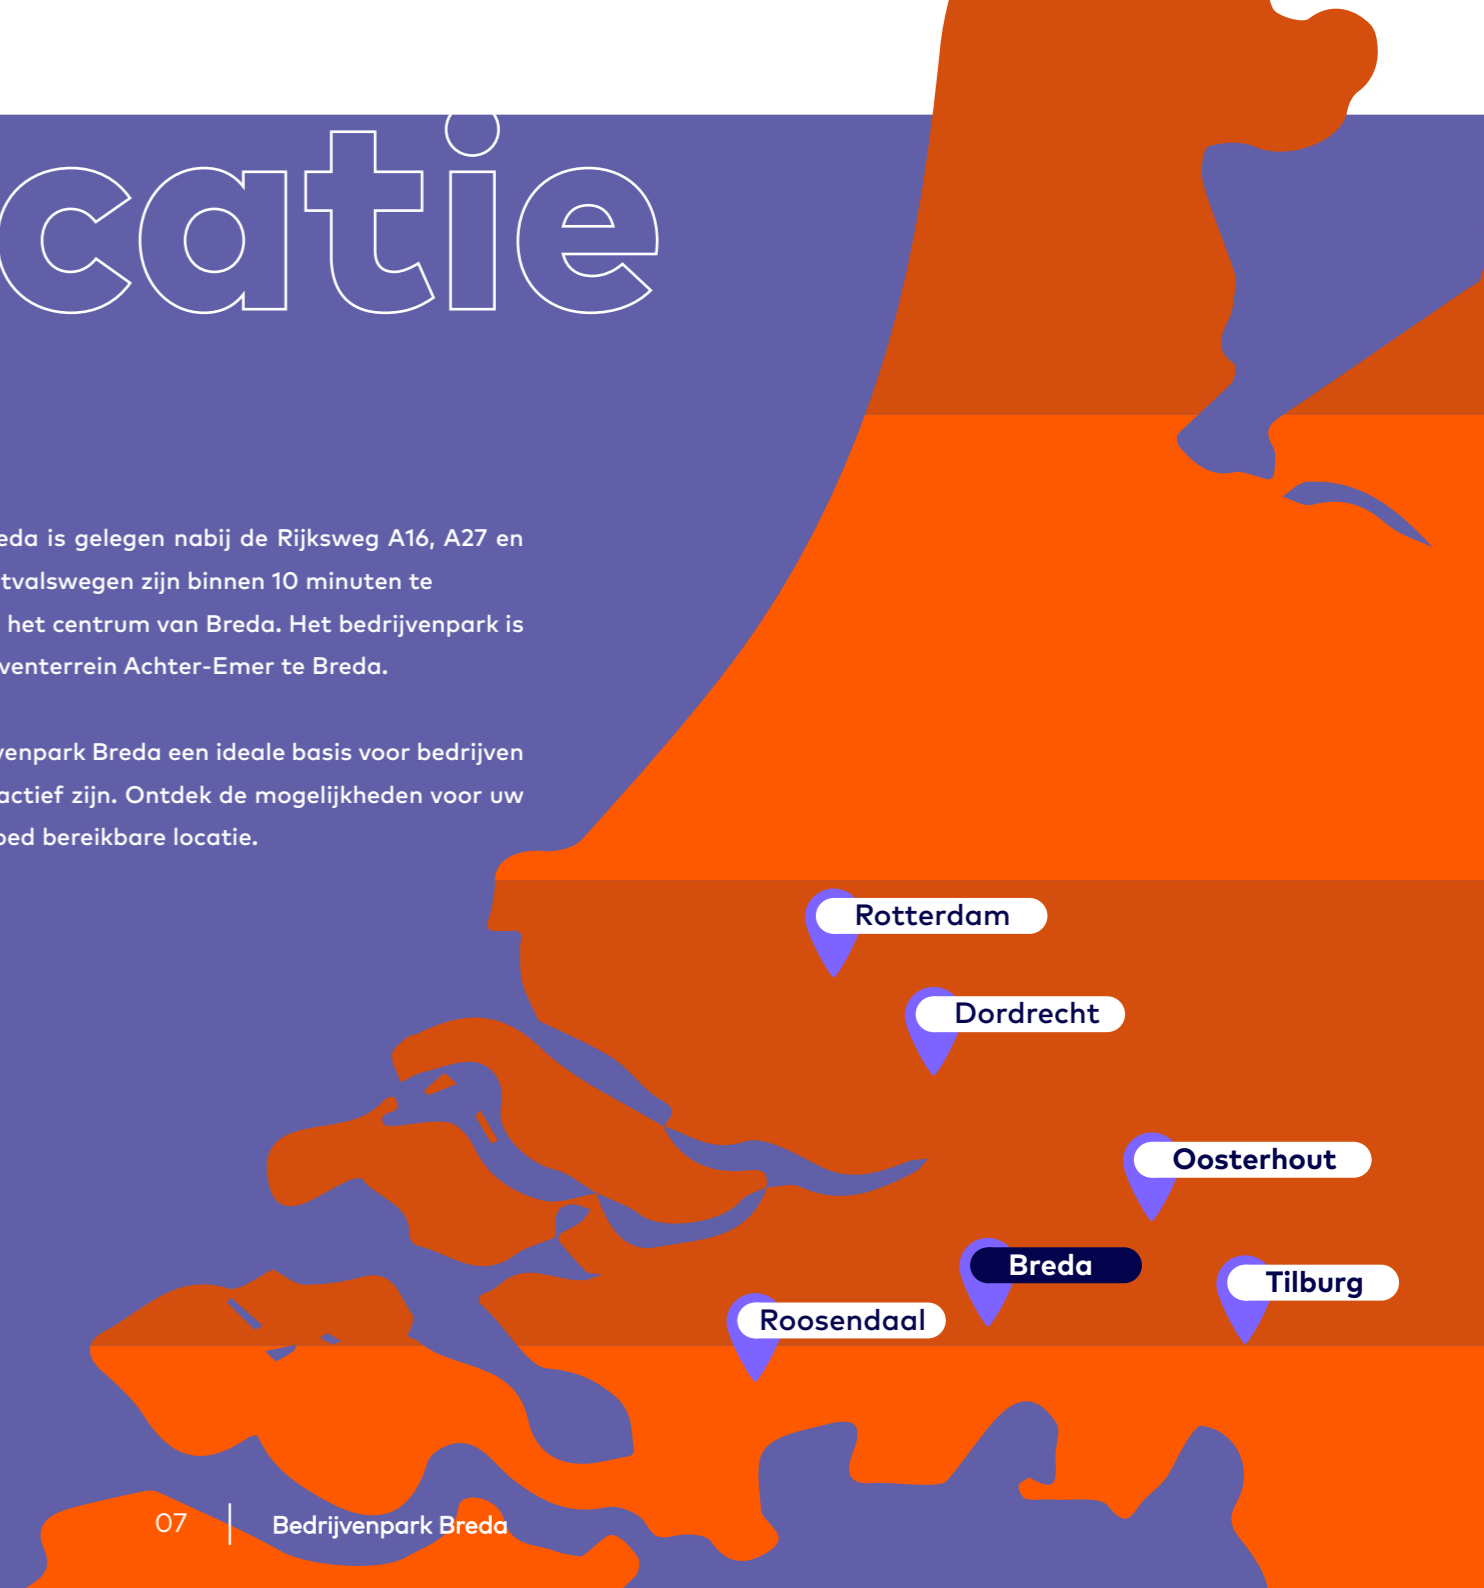 catie
eda is gelegen nabij de Rijksweg A16, A27 en
tvalswegen zijn binnen 10 minuten te
het centrum van Breda. Het bedrijvenpark is
venterrein Achter-Emer te Breda.
venpark Breda een ideale basis voor bedrijven
actief zijn. Ontdek de mogelijkheden voor uw
oed bereikbare locatie.
Rotterdam
Dordrecht
Oosterhout
Breda
Tilburg
Roosendaal
07 | Bedrijvenpark Breda